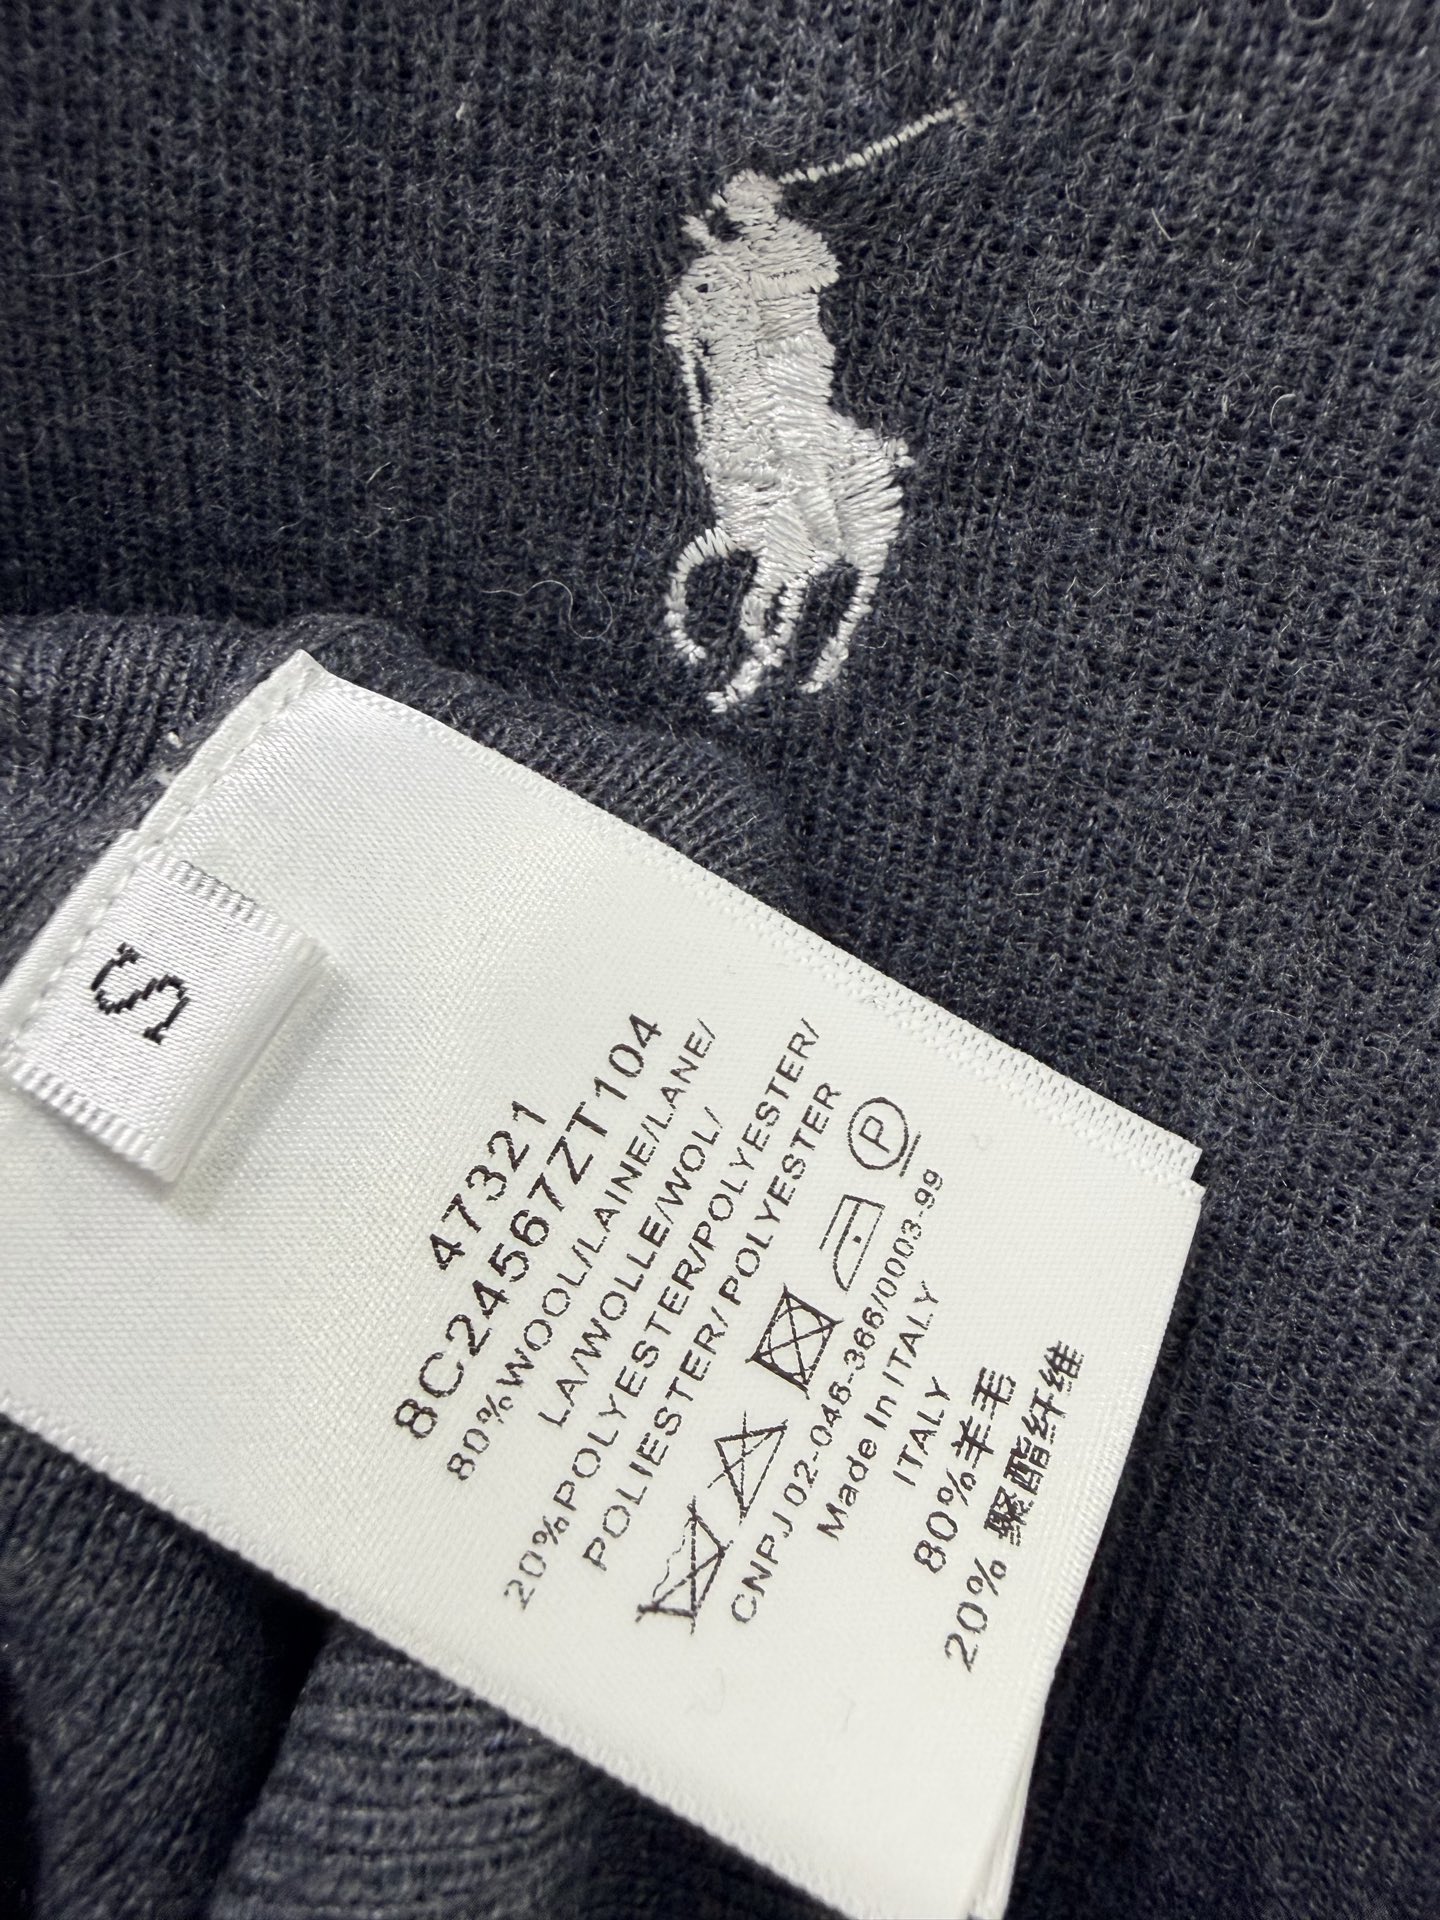 S
47321
8C24567ZT104
80%WOOL/LAINE/LANE/
LA/WOLLE/WOL/
20%POLYESTER/POLYESTER/
POLIESTER/POLYESTER
P
CNPJ 02-046-366/0003-99
Made In ITALY
ITALY
80%羊毛
20% 聚酯纤维